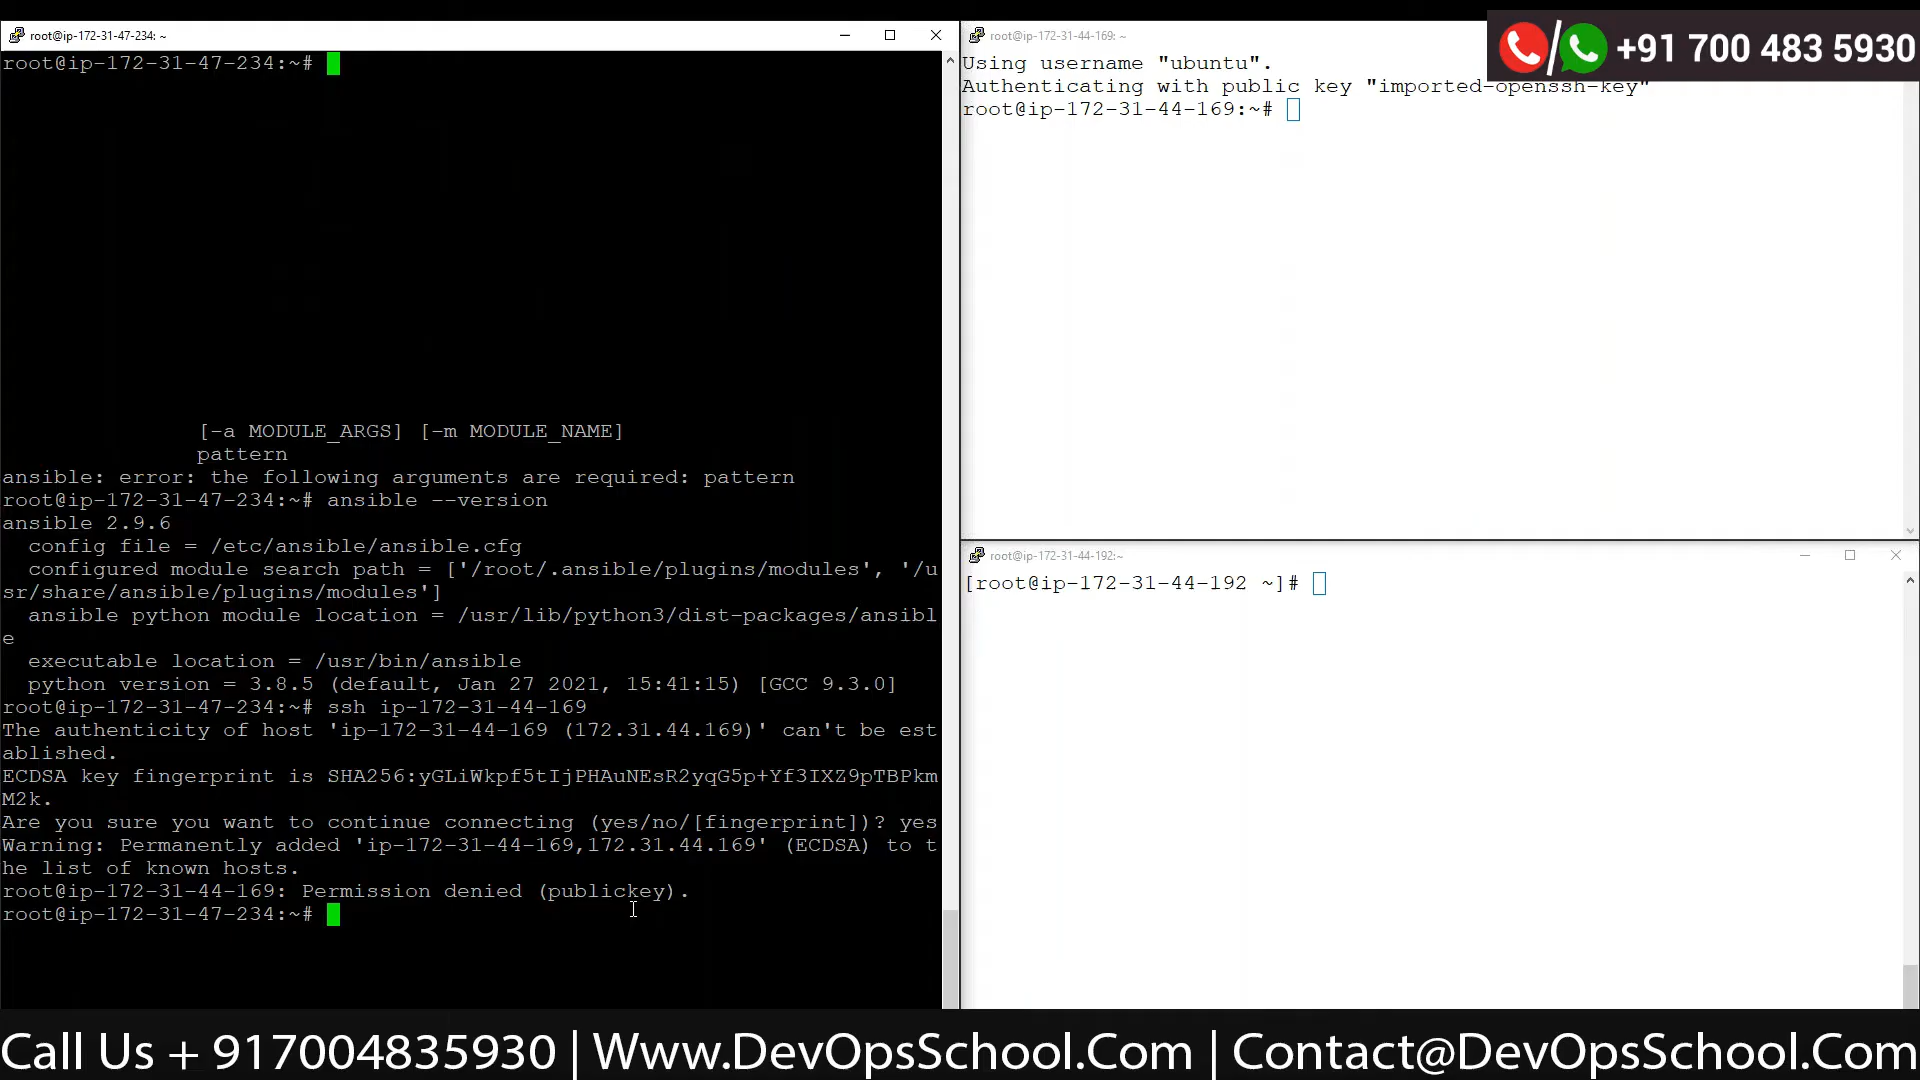 root@ip-172-31-47-234: ~
root@ip-172-31-47-234:~#
[-a MODULE_ARGS] [-m MODULE_NAME]
pattern
ansible: error: the following arguments are required: pattern
root@ip-172-31-47-234:~# ansible --version
ansible 2.9.6
config file = /etc/ansible/ansible.cfg
configured module search path = ['/root/.ansible/plugins/modules', '/u
sr/share/ansible/plugins/modules']
ansible python module location = /usr/lib/python3/dist-packages/ansibl
e
executable location = /usr/bin/ansible
python version = 3.8.5 (default, Jan 27 2021, 15:41:15) [GCC 9.3.0]
root@ip-172-31-47-234:~# ssh ip-172-31-44-169
The authenticity of host 'ip-172-31-44-169 (172.31.44.169)' can't be est
ablished.
ECDSA key fingerprint is SHA256:yGLiWkpf5tIjPHAuNEsR2yqG5p+Yf3IXZ9pTBPkm
M2k.
Are you sure you want to continue connecting (yes/no/[fingerprint])? yes
Warning: Permanently added 'ip-172-31-44-169,172.31.44.169' (ECDSA) to t
he list of known hosts.
root@ip-172-31-44-169: Permission denied (publickey).
root@ip-172-31-47-234:~#
root@ip-172-31-44-169: ~
+91 700 483 5930
Using username "ubuntu".
Authenticating with public key "imported-openssh-key"
root@ip-172-31-44-169:~#
root@ip-172-31-44-192:~
[root@ip-172-31-44-192 ~]#
Call Us + 917004835930 | Www.DevOpsSchool.Com | Contact@DevOpsSchool.Com